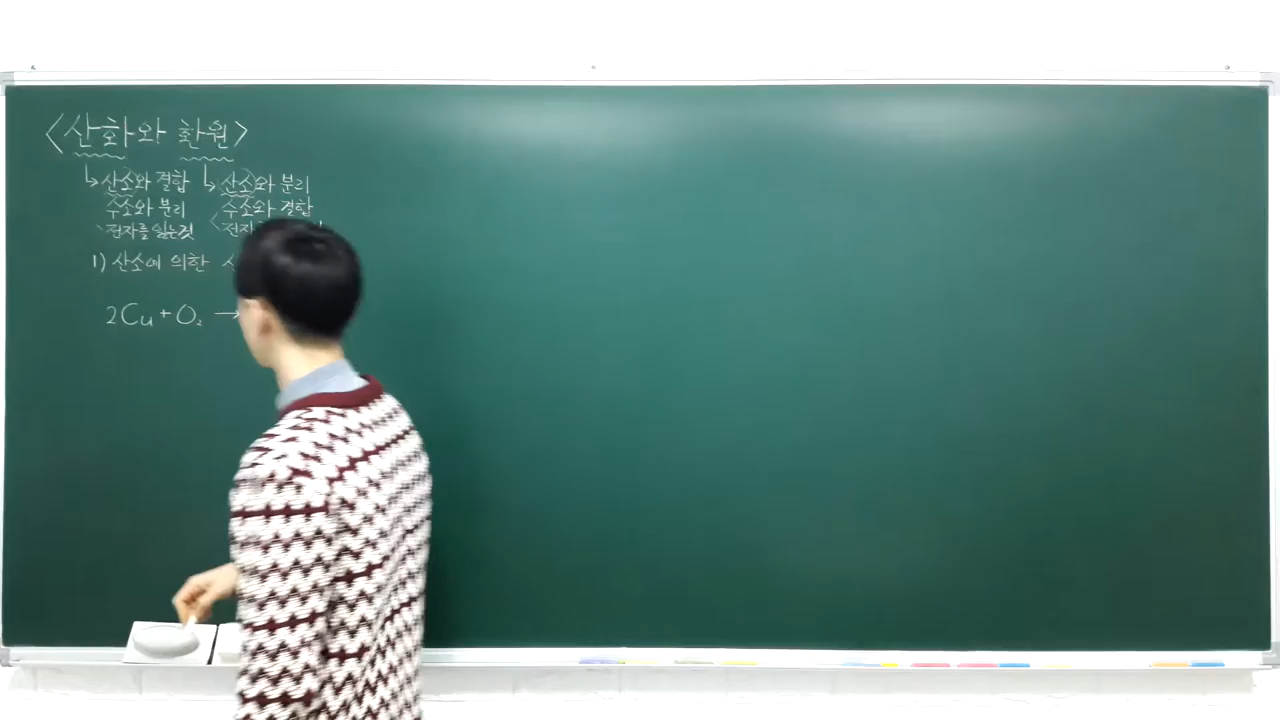 <산화와 환원>
↳산소와 결합 ↳산소와 분리
수소와 분리 수소와 결합
전자를 잃는것 전자
1) 산소에 의한
2Cu + O₂ →